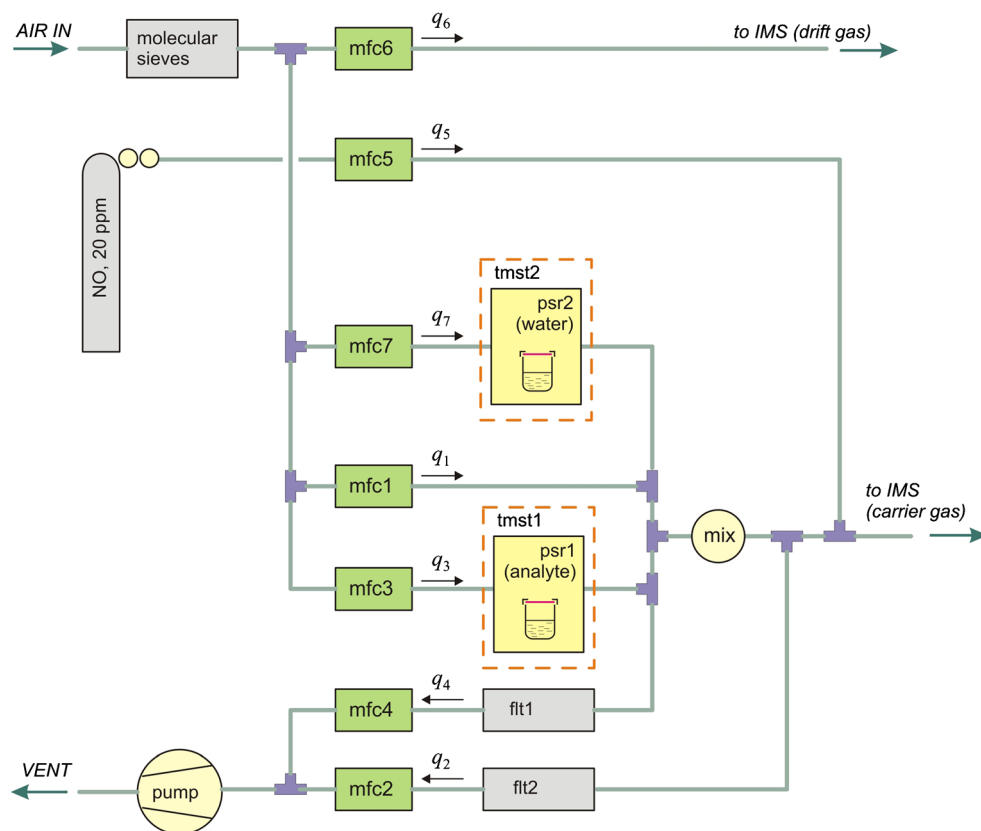 AIR IN
molecular
sieves
mfc6
q6
to IMS (drift gas)
NO, 20 ppm
mfc5
q5
tmst2
mfc7
q7
psr2
(water)
mfc1
q1
to IMS
(carrier gas)
tmst1
mix
mfc3
q3
psr1
(analyte)
mfc4
q4
flt1
VENT
pump
mfc2
q2
flt2